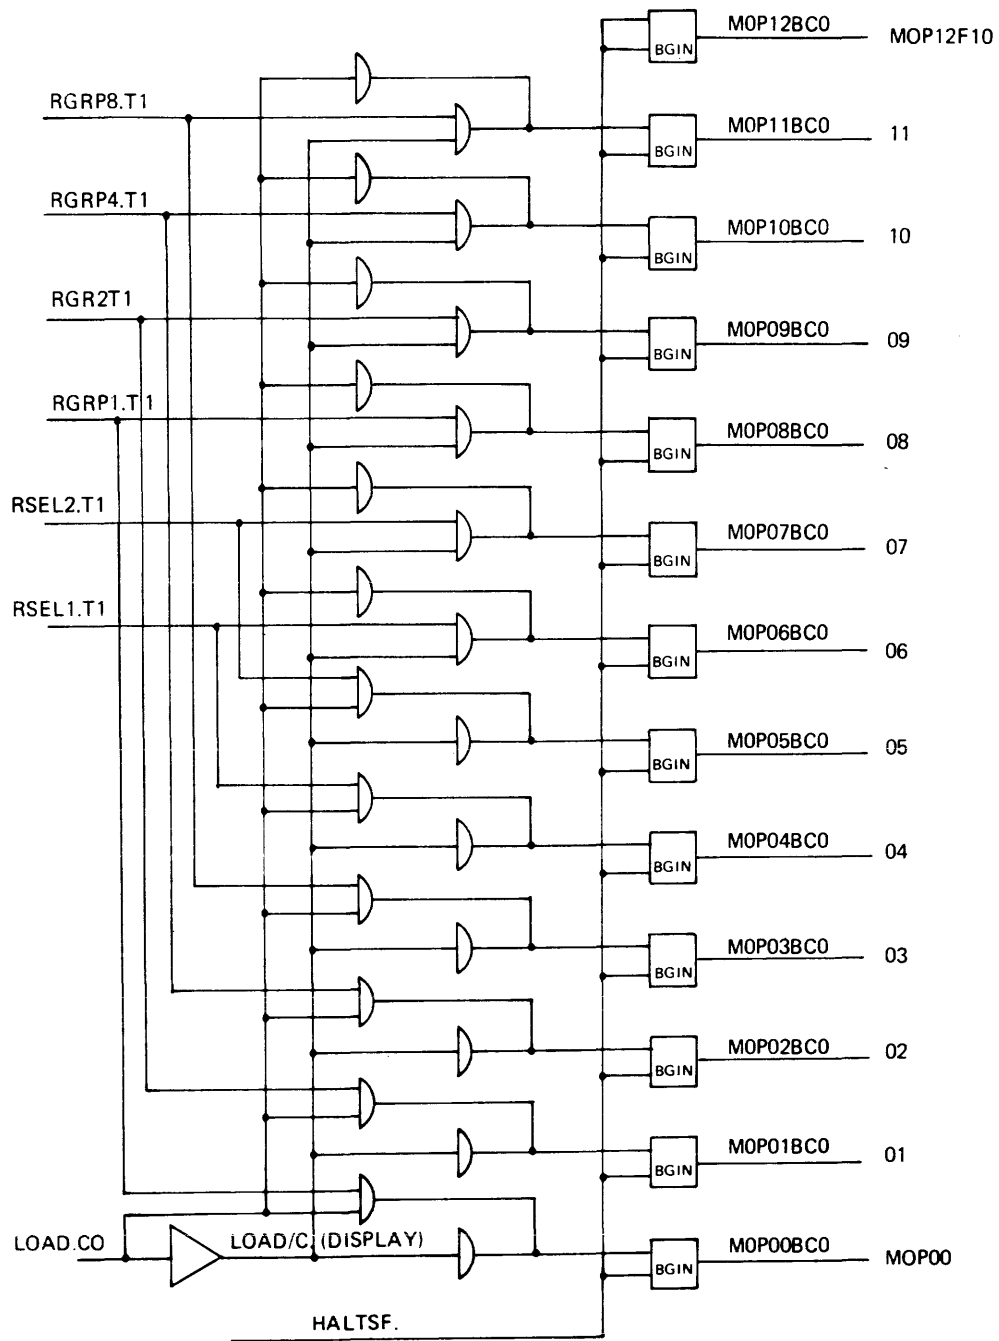 M0P12BC0
MOP12F10
BGIN
RGRP8.T1
M0P11BC0
11
BGIN
RGRP4.T1
M0P10BC0
10
BGIN
RGR2T1
M0P09BC0
09
BGIN
RGRP1.T1
M0P08BC0
08
BGIN
RSEL2.T1
M0P07BC0
07
BGIN
RSEL1.T1
M0P06BC0
06
BGIN
M0P05BC0
05
BGIN
M0P04BC0
04
BGIN
M0P03BC0
03
BGIN
M0P02BC0
02
BGIN
M0P01BC0
01
BGIN
LOAD.CO
LOAD/C, (DISPLAY)
M0P00BC0
MOP00
BGIN
HALTSF.